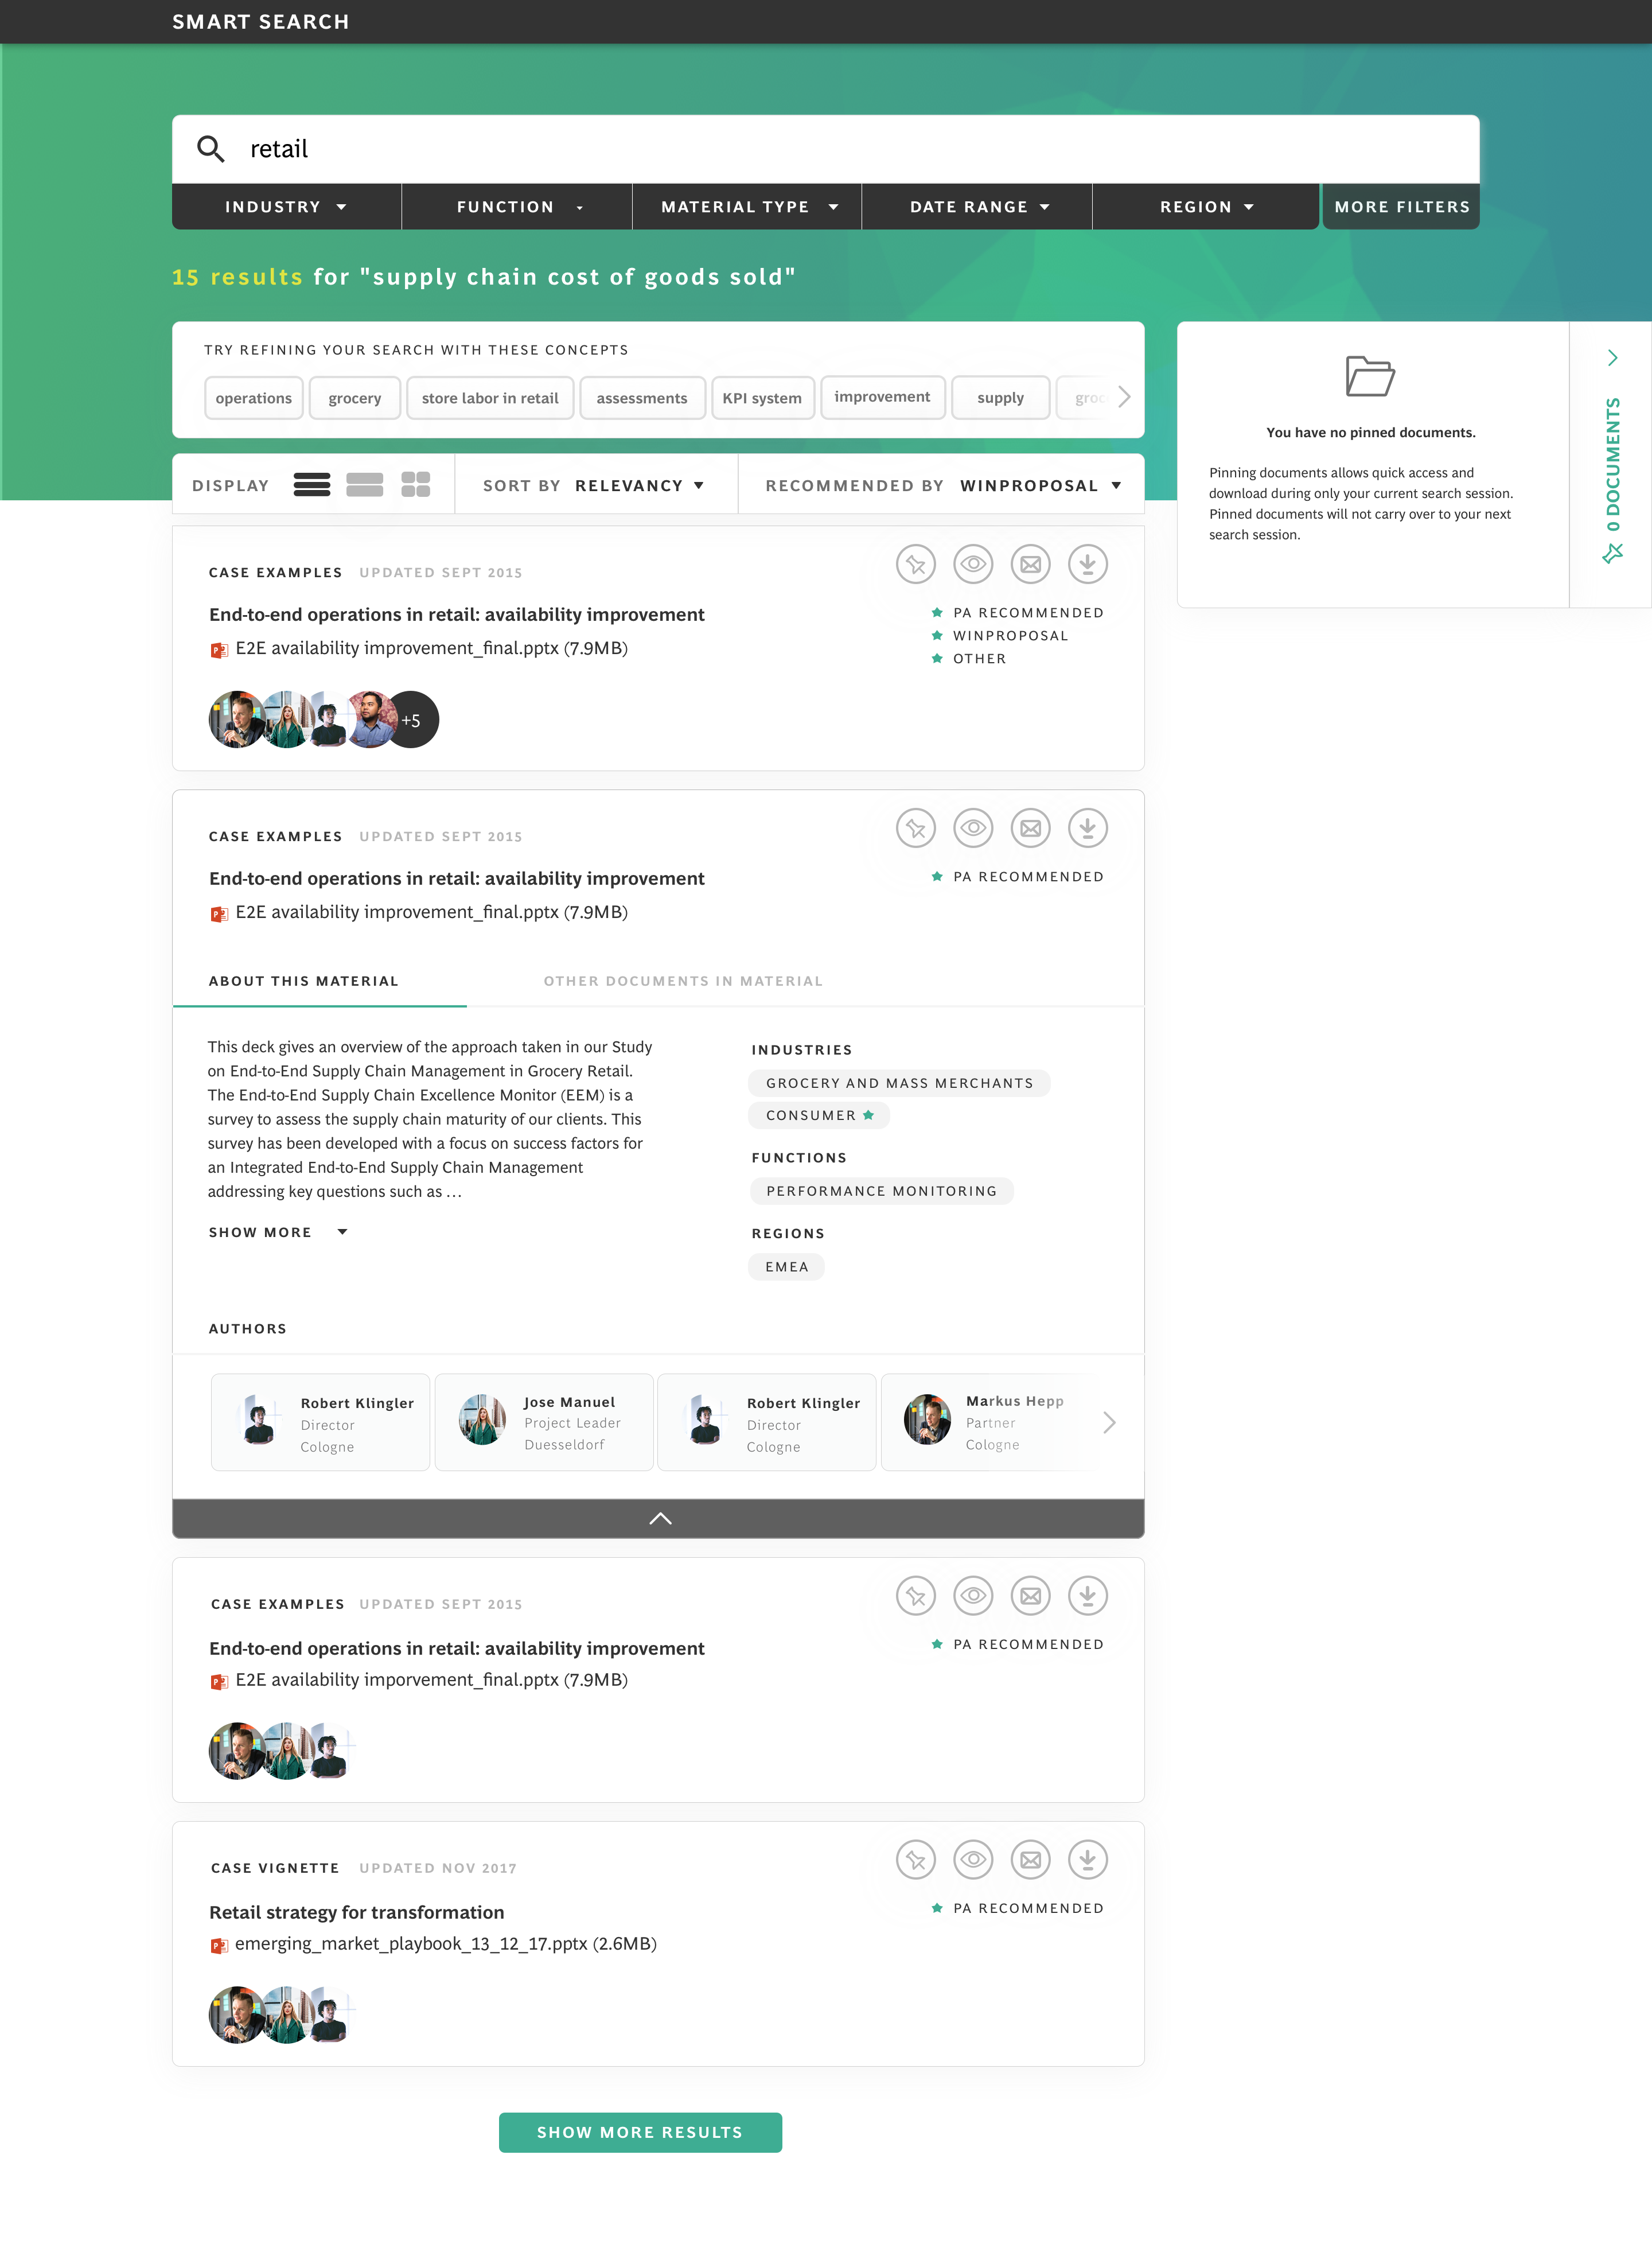 SMART SEARCH
retail
INDUSTRY
FUNCTION
MATERIAL TYPE
DATE RANGE
REGION
MORE FILTERS
15 results for "supply chain cost of goods sold"
TRY REFINING YOUR SEARCH WITH THESE CONCEPTS
operations
grocery
store labor in retail
assessments
KPI system
improvement
supply
DISPLAY
SORT BY RELEVANCY
RECOMMENDED BY WINPROPOSAL
You have no pinned documents.
Pinning documents allows quick access and
download during only your current search session.
Pinned documents will not carry over to your next
search session.
0 DOCUMENTS
CASE EXAMPLES UPDATED SEPT 2015
End-to-end operations in retail: availability improvement
E2E availability improvement_final.pptx (7.9MB)
PA RECOMMENDED
WINPROPOSAL
OTHER
+5
CASE EXAMPLES UPDATED SEPT 2015
End-to-end operations in retail: availability improvement
E2E availability improvement_final.pptx (7.9MB)
PA RECOMMENDED
ABOUT THIS MATERIAL
OTHER DOCUMENTS IN MATERIAL
This deck gives an overview of the approach taken in our Study
on End-to-End Supply Chain Management in Grocery Retail.
The End-to-End Supply Chain Excellence Monitor (EEM) is a
survey to assess the supply chain maturity of our clients. This
survey has been developed with a focus on success factors for
an Integrated End-to-End Supply Chain Management
addressing key questions such as ...
SHOW MORE
INDUSTRIES
GROCERY AND MASS MERCHANTS
CONSUMER
FUNCTIONS
PERFORMANCE MONITORING
REGIONS
EMEA
AUTHORS
Robert Klingler
Director
Cologne
Jose Manuel
Project Leader
Duesseldorf
Robert Klingler
Director
Cologne
Markus Hepp
Partner
Cologne
CASE EXAMPLES UPDATED SEPT 2015
End-to-end operations in retail: availability improvement
E2E availability imporvement_final.pptx (7.9MB)
PA RECOMMENDED
CASE VIGNETTE UPDATED NOV 2017
Retail strategy for transformation
emerging_market_playbook_13_12_17.pptx (2.6MB)
PA RECOMMENDED
SHOW MORE RESULTS